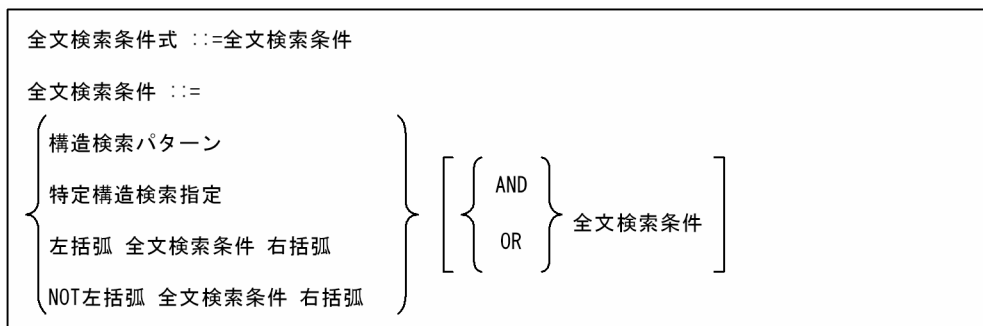 全文検索条件式 ::=全文検索条件
全文検索条件 ::=
構造検索パターン
特定構造検索指定
左括弧 全文検索条件 右括弧
NOT左括弧 全文検索条件 右括弧
AND
OR
全文検索条件